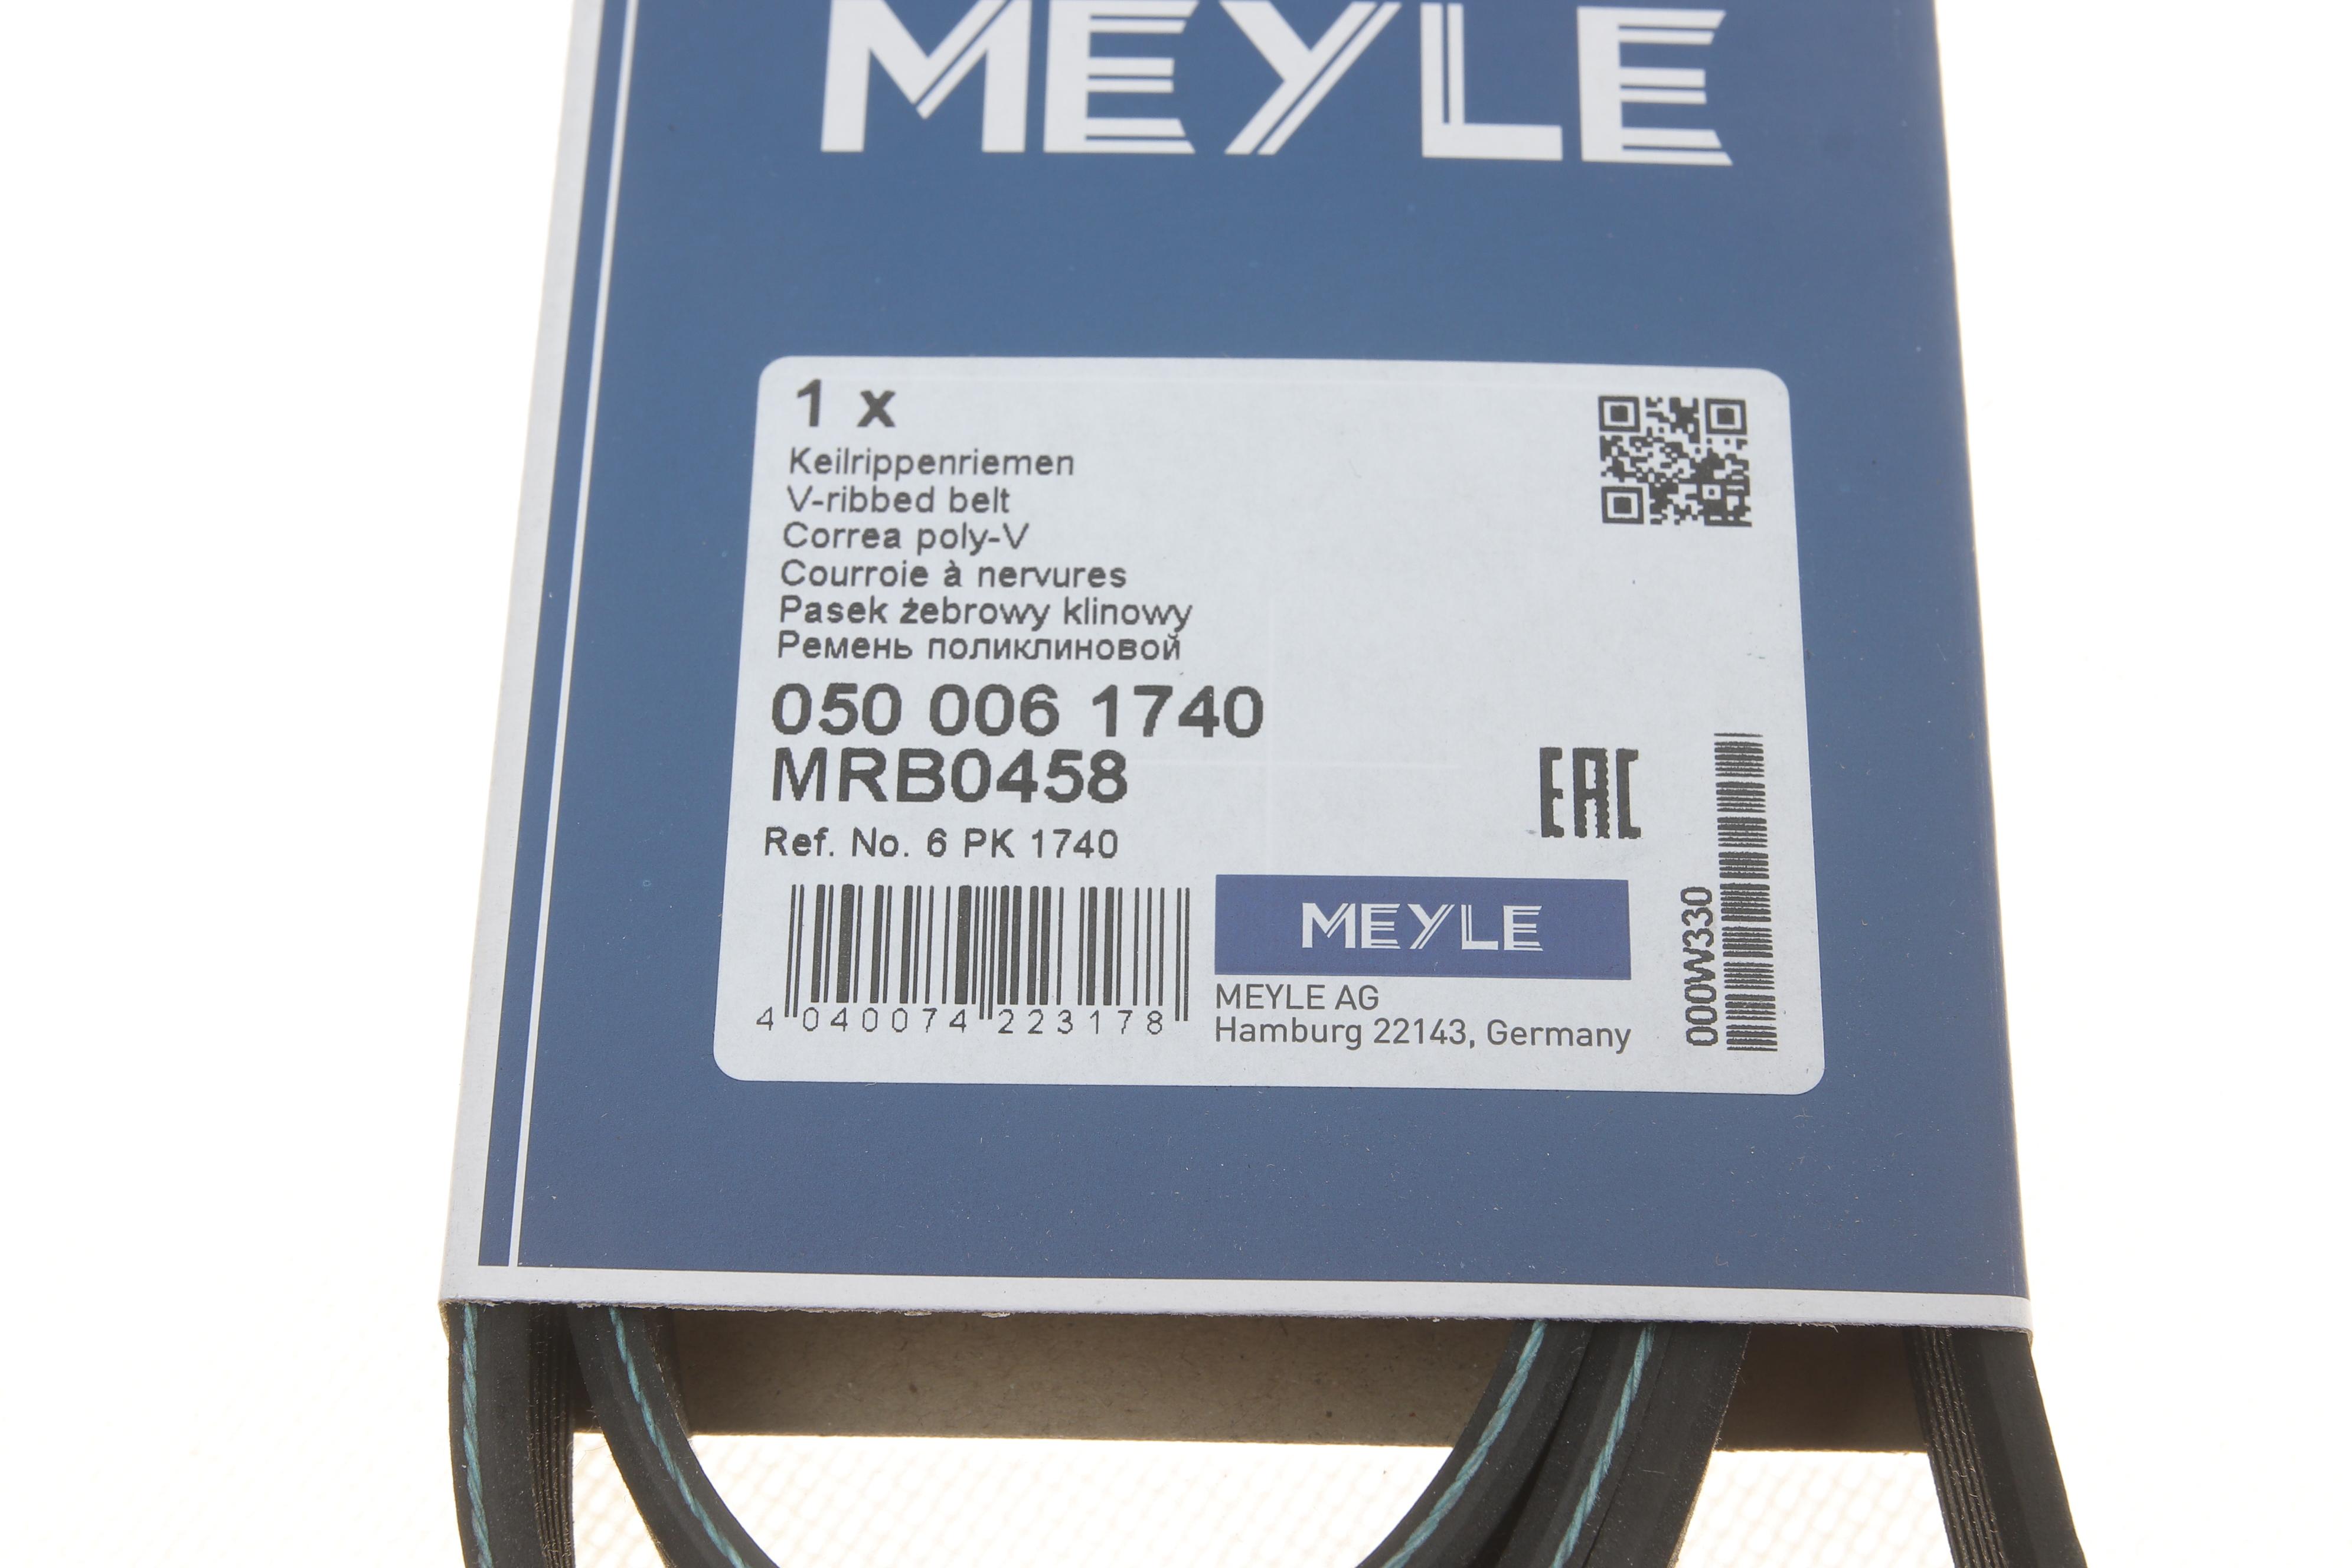 MEYLE
1 x
Keilrippenriemen
V-ribbed belt
Correa poly-V
Courroie à nervures
Pasek żebrowy klinowy
Ремень поликлиновой
050 006 1740
MRB0458
Ref. No. 6 PK 1740
EAC
4 040074 223178
MEYLE
MEYLE AG
Hamburg 22143, Germany
000W330